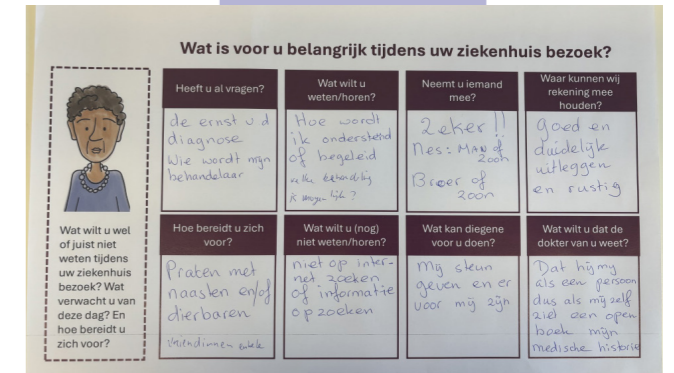 Wat is voor u belangrijk tijdens uw ziekenhuis bezoek?
Wat wilt u wel
of juist niet
weten tijdens
uw ziekenhuis
bezoek? Wat
verwacht u van
deze dag? En
hoe bereidt u
zich voor?
Heeft u al vragen?
de ernst v d
diagnose
Wie wordt mijn
behandelaar
Wat wilt u
weten/horen?
Hoe wordt
ik ondersteund
of begeleid
behandeling
is mogelijk?
Neemt u iemand
mee?
Zeker!!
Nes: MAN of
zoon
Broer of
zoon
Waar kunnen wij
rekening mee
houden?
goed en
duidelijk
uitleggen
en rustig
Hoe bereidt u zich
voor?
Praten met
naasten en/of
dierbaren
vriendinnen enkele
Wat wilt u (nog)
niet weten/horen?
niet op inter-
net zoeken
of informatie
opzoeken
Wat kan diegene
voor u doen?
Mij steun
geven en er
voor mij zijn
Wat wilt u dat de
dokter van u weet?
Dat hij my
als een persoon
dus als mijzelf
ziet een open
boek mijn
medische historie